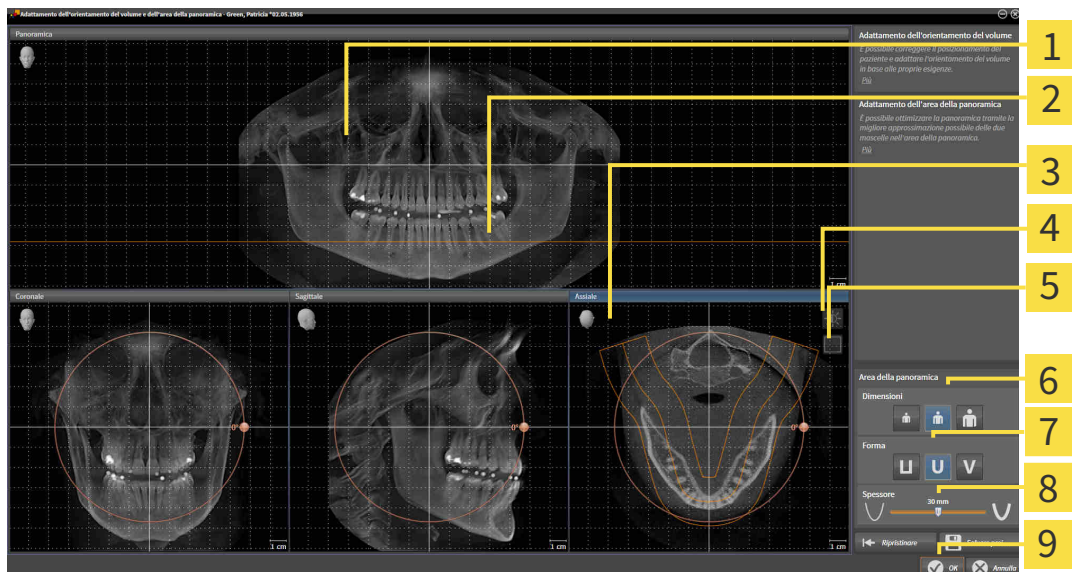 Adattamento dell'orientamento del volume e dell'area della panoramica - Green, Patricia *02.05.1956
Panoramica
1 cm
Coronale
0°
1 cm
Sagittale
0°
1 cm
Assiale
0°
1 cm
Adattamento dell'orientamento del volume
È possibile correggere il posizionamento del
paziente e adattare l'orientamento del volume
in base alle proprie esigenze.
Più
Adattamento dell'area della panoramica
È possibile ottimizzare la panoramica tramite la
migliore approssimazione possibile delle due
mascelle nell'area della panoramica.
Più
Area della panoramica
Dimensioni
Forma
Spessore
30 mm
Ripristinare
OK
Annulla
1
2
3
4
5
6
7
8
9